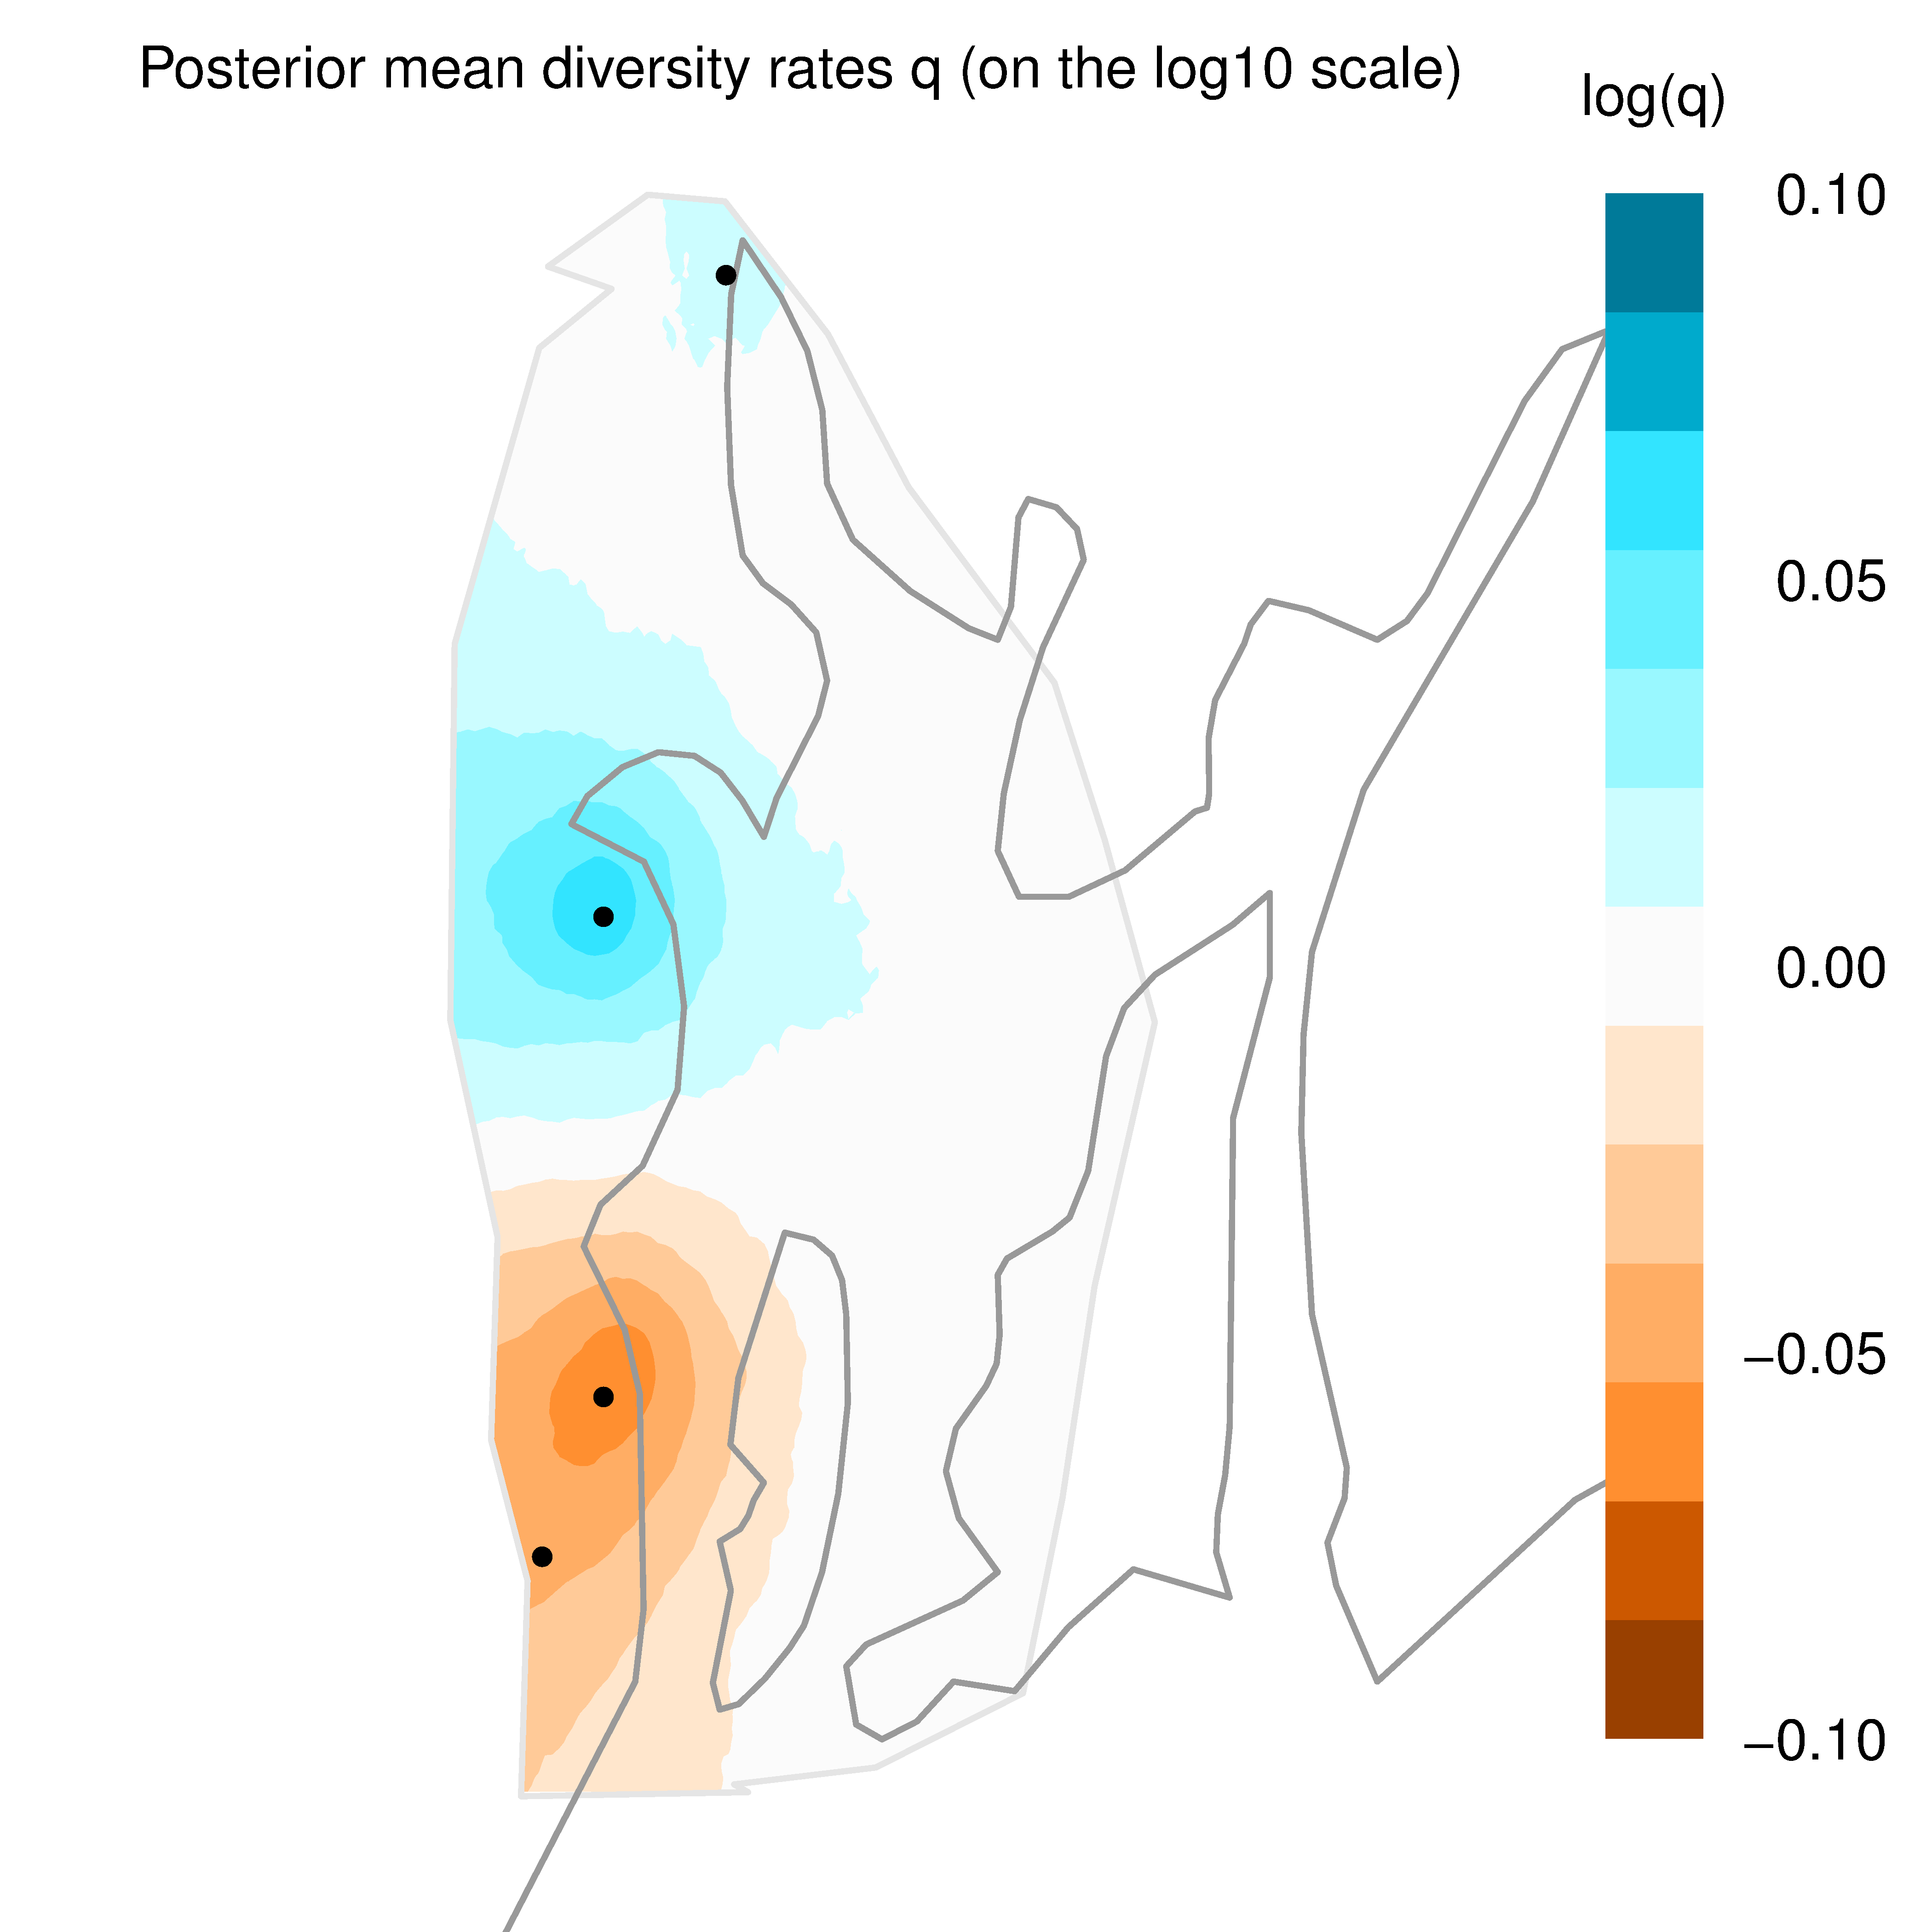 Posterior mean diversity rates q (on the log10 scale)
log(q)
0.10
0.05
0.00
−0.05
−0.10